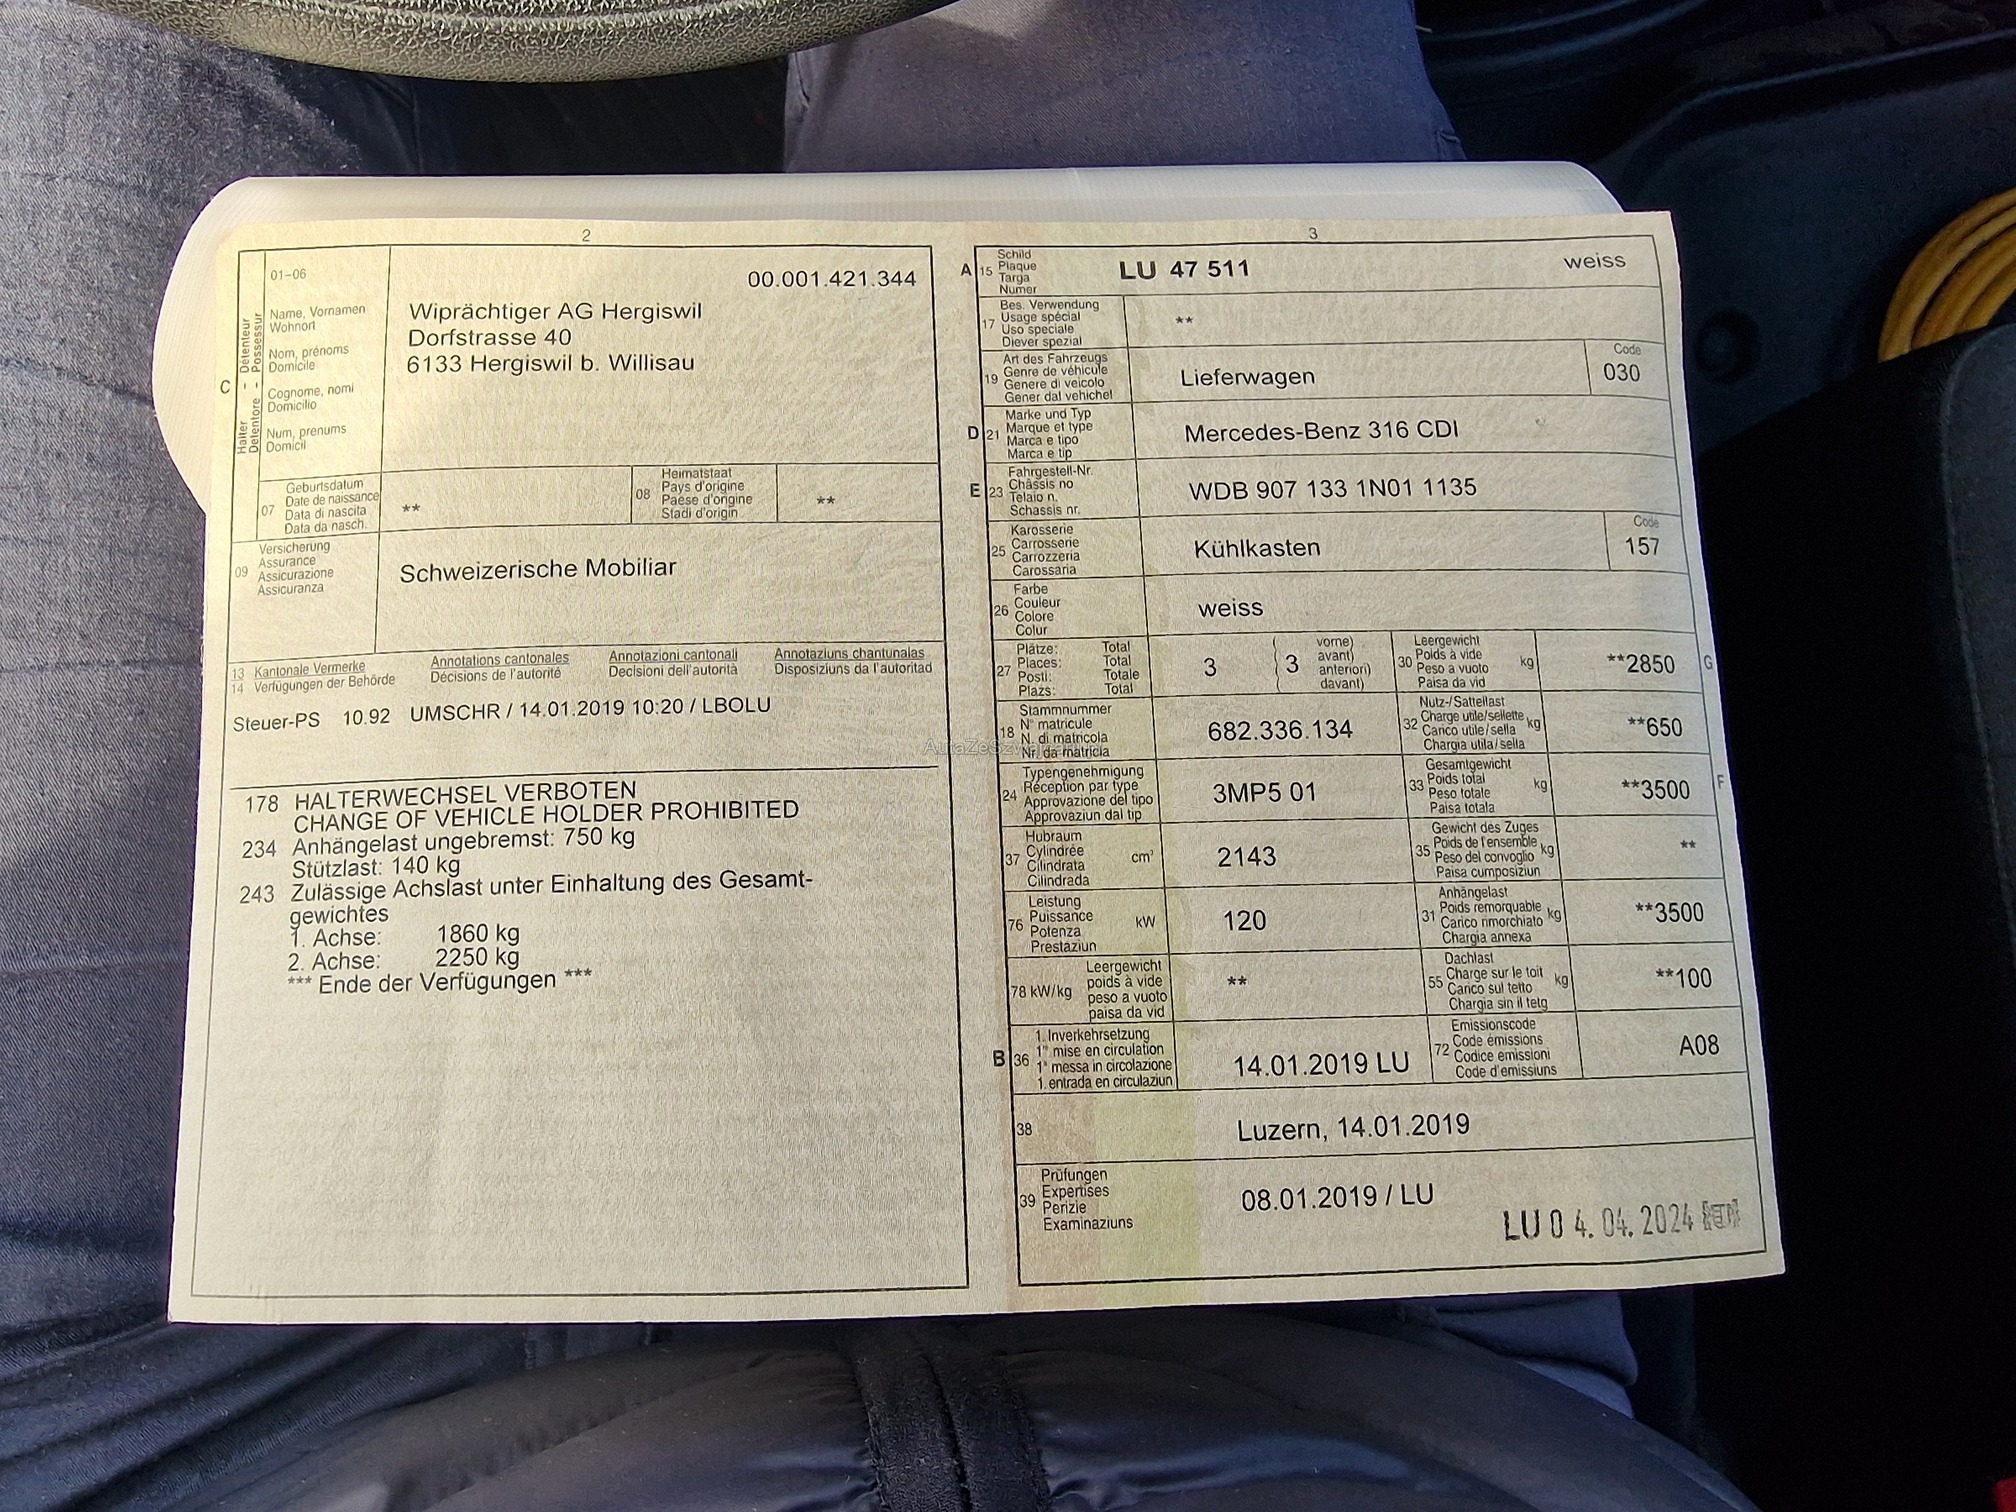 2
01-06
00.001.421.344
C
Halter - Détenteur
Detentore - Possessur
Name, Vornamen
Wohnort
Nom, prénoms
Domicile
Cognome, nomi
Domicilio
Num, prenums
Domicil
Wiprächtiger AG Hergiswil
Dorfstrasse 40
6133 Hergiswil b. Willisau
07
Geburtsdatum
Date de naissance
Data di nascita
Data da nasch.
**
08
Heimatstaat
Pays d'origine
Paese d'origine
Stadi d'origin
**
09
Versicherung
Assurance
Assicurazione
Assicuranza
Schweizerische Mobiliar
13 Kantonale Vermerke
14 Verfügungen der Behörde
Annotations cantonales
Décisions de l'autorité
Annotazioni cantonali
Decisioni dell'autorità
Annotaziuns chantunalas
Disposiziuns da l'autoritad
Steuer-PS 10.92 UMSCHR / 14.01.2019 10:20 / LBOLU
178 HALTERWECHSEL VERBOTEN
CHANGE OF VEHICLE HOLDER PROHIBITED
234 Anhängelast ungebremst: 750 kg
Stützlast: 140 kg
243 Zulässige Achslast unter Einhaltung des Gesamt-
gewichtes
1. Achse: 1860 kg
2. Achse: 2250 kg
*** Ende der Verfügungen ***
3
A
15
Schild
Plaque
Targa
Numer
LU 47 511
weiss
17
Bes. Verwendung
Usage spécial
Uso speciale
Diever spezial
**
19
Art des Fahrzeugs
Genre de véhicule
Genere di veicolo
Gener dal vehichel
Lieferwagen
Code
030
D
21
Marke und Typ
Marque et type
Marca e tipo
Marca e tip
Mercedes-Benz 316 CDI
E
23
Fahrgestell-Nr.
Châssis no
Telaio n.
Schassis nr.
WDB 907 133 1N01 1135
25
Karosserie
Carrosserie
Carrozzeria
Carossaria
Kühlkasten
Code
157
26
Farbe
Couleur
Colore
Colur
weiss
27
Plätze: Total
Places: Total
Posti: Totale
Plazs: Total
3
( vorne)
( 3 avant)
( anteriori)
( davant)
30
Leergewicht
Poids à vide
Peso a vuoto
Paisa da vid
kg
**2850
G
18
Stammnummer
N° matricule
N. di matricola
Nr. da matricla
682.336.134
32
Nutz-/Sattellast
Charge utile/sellette
Carico utile/sella
Chargia utila/sella
kg
**650
24
Typengenehmigung
Réception par type
Approvazione del tipo
Approvaziun dal tip
3MP5 01
33
Gesamtgewicht
Poids total
Peso totale
Paisa totala
kg
**3500
F
37
Hubraum
Cylindrée
Cilindrata
Cilindrada
cm³
2143
35
Gewicht des Zuges
Poids de l'ensemble
Peso del convoglio
Paisa cumposiziun
kg
**
76
Leistung
Puissance
Potenza
Prestaziun
kW
120
31
Anhängelast
Poids remorquable
Carico rimorchiato
Chargia annexa
kg
**3500
78 kW/kg
Leergewicht
poids à vide
peso a vuoto
paisa da vid
**
55
Dachlast
Charge sur le toit
Carico sul tetto
Chargia sin il tetg
kg
**100
B
36
1. Inverkehrsetzung
1re mise en circulation
1a messa in circolazione
1. entrada en circulaziun
14.01.2019 LU
72
Emissionscode
Code émissions
Codice emissioni
Code d'emissiuns
A08
38
Luzern, 14.01.2019
39
Prüfungen
Expertises
Perizie
Examinaziuns
08.01.2019 / LU
LU 0 4. 04. 2024